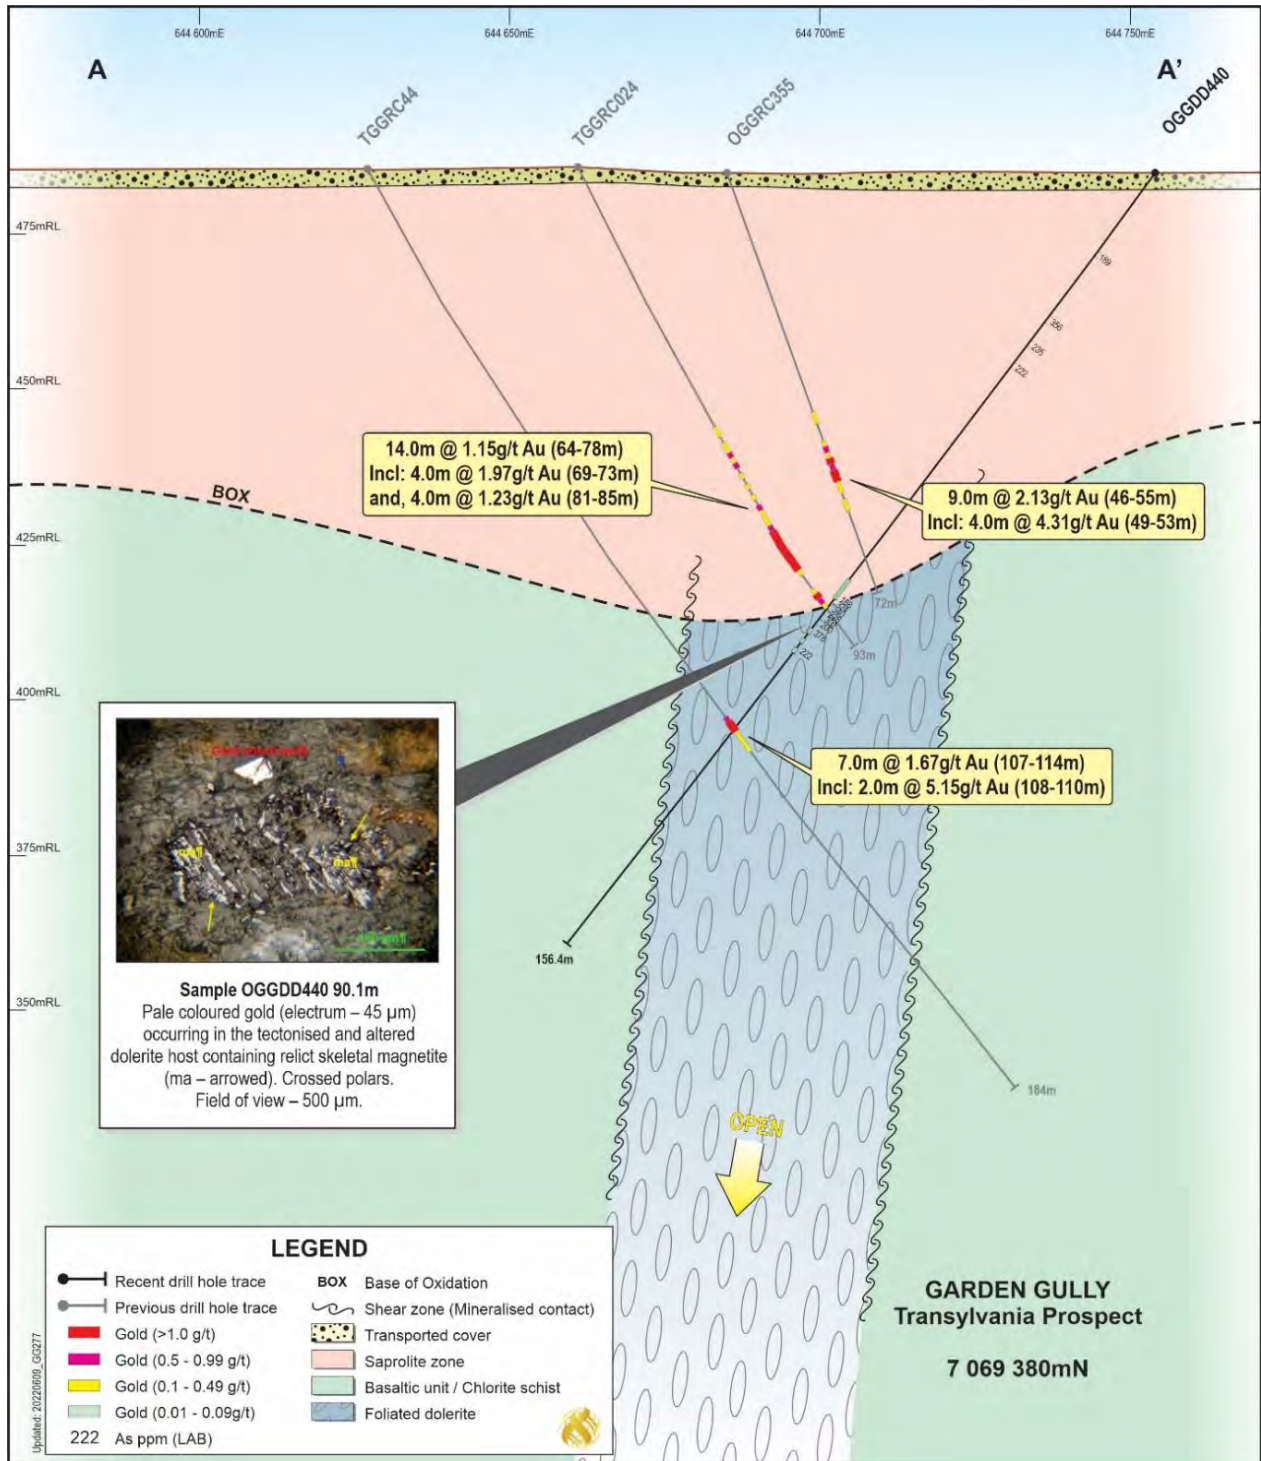 644 600mE
644 650mE
644 700mE
644 750mE
A
A'
TGGRC44
TGGRC024
OGGRC355
OGGDD440
475mRL
450mRL
425mRL
400mRL
375mRL
350mRL
189
356
235
222
BOX
14.0m @ 1.15g/t Au (64-78m)
Incl: 4.0m @ 1.97g/t Au (69-73m)
and, 4.0m @ 1.23g/t Au (81-85m)
9.0m @ 2.13g/t Au (46-55m)
Incl: 4.0m @ 4.31g/t Au (49-53m)
72m
93m
222
7.0m @ 1.67g/t Au (107-114m)
Incl: 2.0m @ 5.15g/t Au (108-110m)
156.4m
184m
ma¶
ma¶
Sample OGGDD440 90.1m
Pale coloured gold (electrum – 45 µm)
occurring in the tectonised and altered
dolerite host containing relict skeletal magnetite
(ma – arrowed). Crossed polars.
Field of view – 500 µm.
OPEN
LEGEND
Recent drill hole trace
Previous drill hole trace
Gold (>1.0 g/t)
Gold (0.5 - 0.99 g/t)
Gold (0.1 - 0.49 g/t)
Gold (0.01 - 0.09g/t)
222 As ppm (LAB)
BOX Base of Oxidation
Shear zone (Mineralised contact)
Transported cover
Saprolite zone
Basaltic unit / Chlorite schist
Foliated dolerite
Updated: 20220609_GG277
GARDEN GULLY
Transylvania Prospect
7 069 380mN